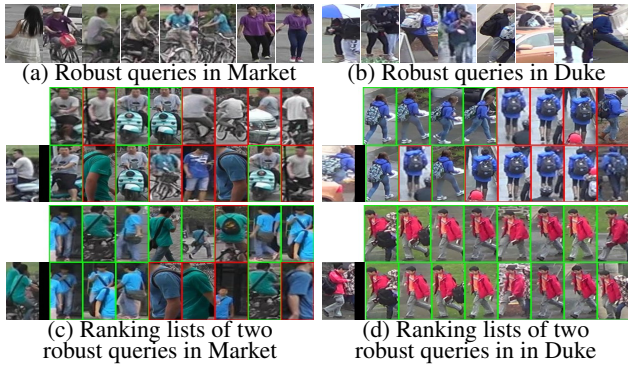 (a) Robust queries in Market
(b) Robust queries in Duke
(c) Ranking lists of two
robust queries in Market
(d) Ranking lists of two
robust queries in in Duke